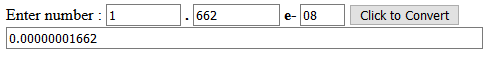 Enter number : 1 . 662 e- 08 Click to Convert
0.00000001662